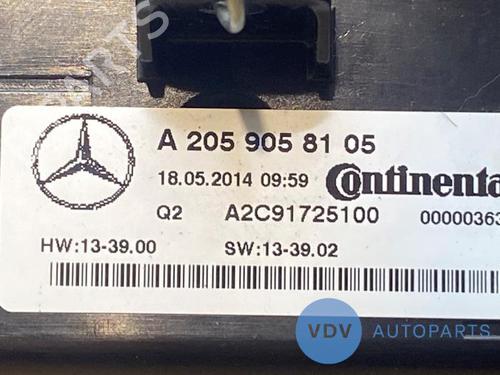 A 205 905 81 05
18.05.2014 09:59 Continenta
Q2 A2C91725100 00000363
HW:13-39.00 SW:13-39.02
VDV AUTOPARTS
PARTS